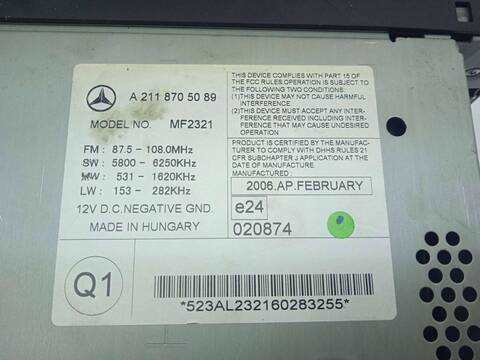 A 211 870 50 89
MODEL NO. MF2321
FM : 87.5 - 108.0MHz
SW : 5800 - 6250KHz
MW : 531 - 1620KHz
LW : 153 - 282KHz
12V D.C.NEGATIVE GND.
MADE IN HUNGARY
THIS DEVICE COMPLIES WITH PART 15 OF
THE FCC RULES.OPERATION IS SUBJECT TO
THE FOLLOWING TWO CONDITIONS:
(1)THIS DEVICE MAY NOT CAUSE HARMFUL
INTERFERENCE,AND
(2)THIS DEVICE MUST ACCEPT ANY INTER-
FERENCE RECEIVED INCLUDING INTER-
FERENCE THAT MAY CAUSE UNDESIRED
OPERATION
PRODUCT IS CERTIFIED BY THE MANUFAC-
TURER TO COMPLY WITH DHHS RULES 21
CFR SUBCHAPTER J APPLICABLE AT THE
DATE OF MANUFACTURE.
2006.AP.FEBRUARY
e24
020874
Q1
*523AL232160283255*